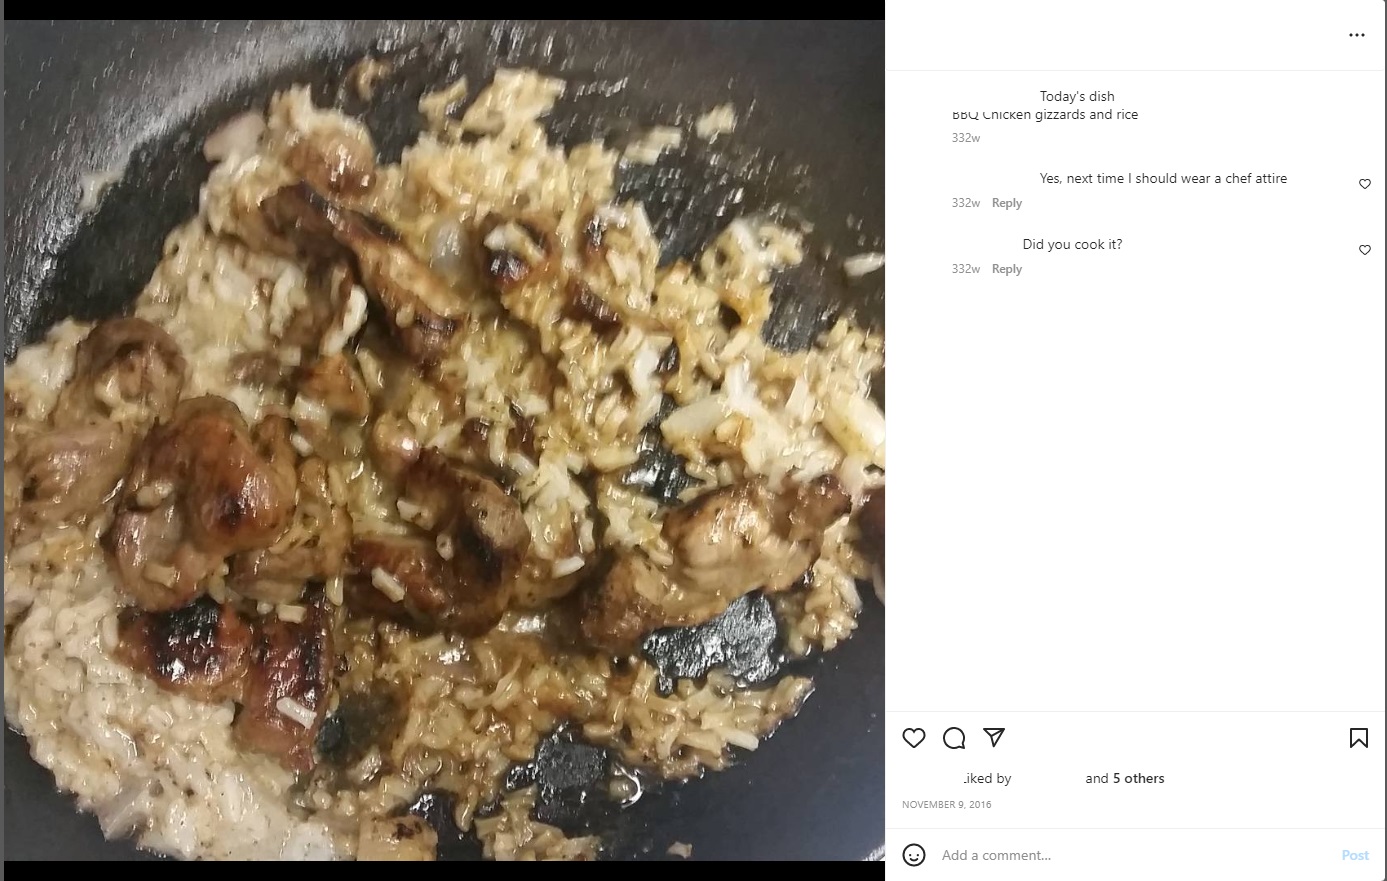 Today's dish
BBQ Chicken gizzards and rice
332w
Yes, next time I should wear a chef attire
332w Reply
Did you cook it?
332w Reply
Liked by and 5 others
NOVEMBER 9, 2016
Add a comment... Post